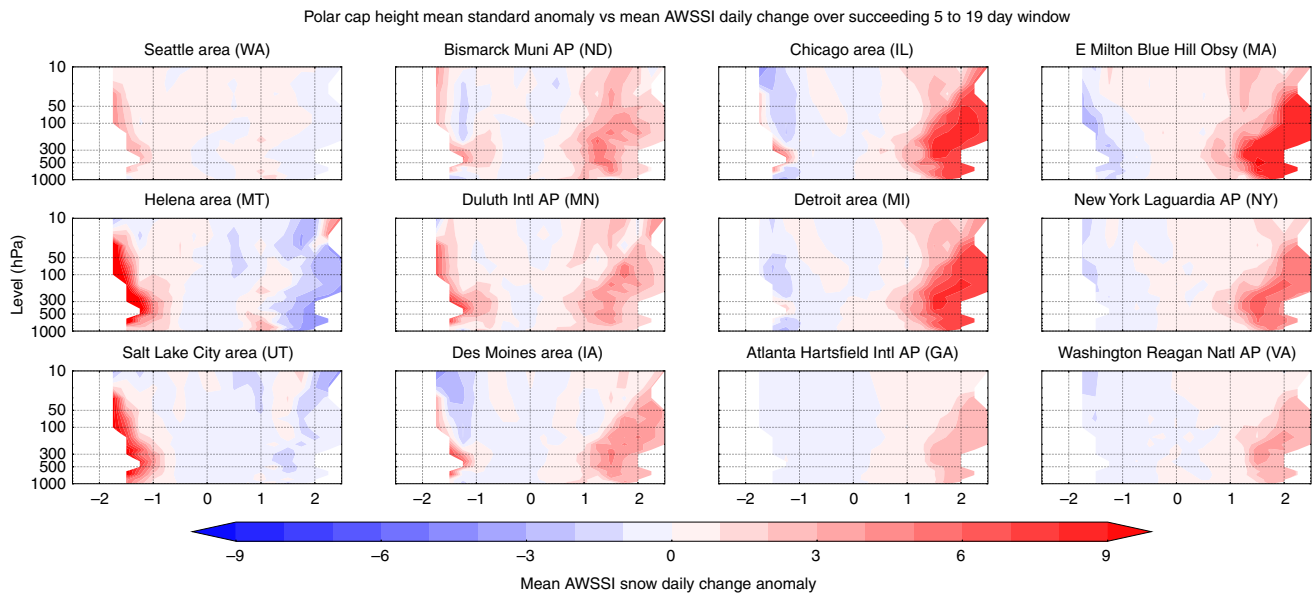 Polar cap height mean standard anomaly vs mean AWSSI daily change over succeeding 5 to 19 day window
Seattle area (WA)
Bismarck Muni AP (ND)
Chicago area (IL)
E Milton Blue Hill Obsy (MA)
10
50
100
300
500
1000
Helena area (MT)
Duluth Intl AP (MN)
Detroit area (MI)
New York Laguardia AP (NY)
Level (hPa)
10
50
100
300
500
1000
Salt Lake City area (UT)
Des Moines area (IA)
Atlanta Hartsfield Intl AP (GA)
Washington Reagan Natl AP (VA)
10
50
100
300
500
1000
−2 −1 0 1 2 −2 −1 0 1 2 −2 −1 0 1 2 −2 −1 0 1 2
−9 −6 −3 0 3 6 9
Mean AWSSI snow daily change anomaly